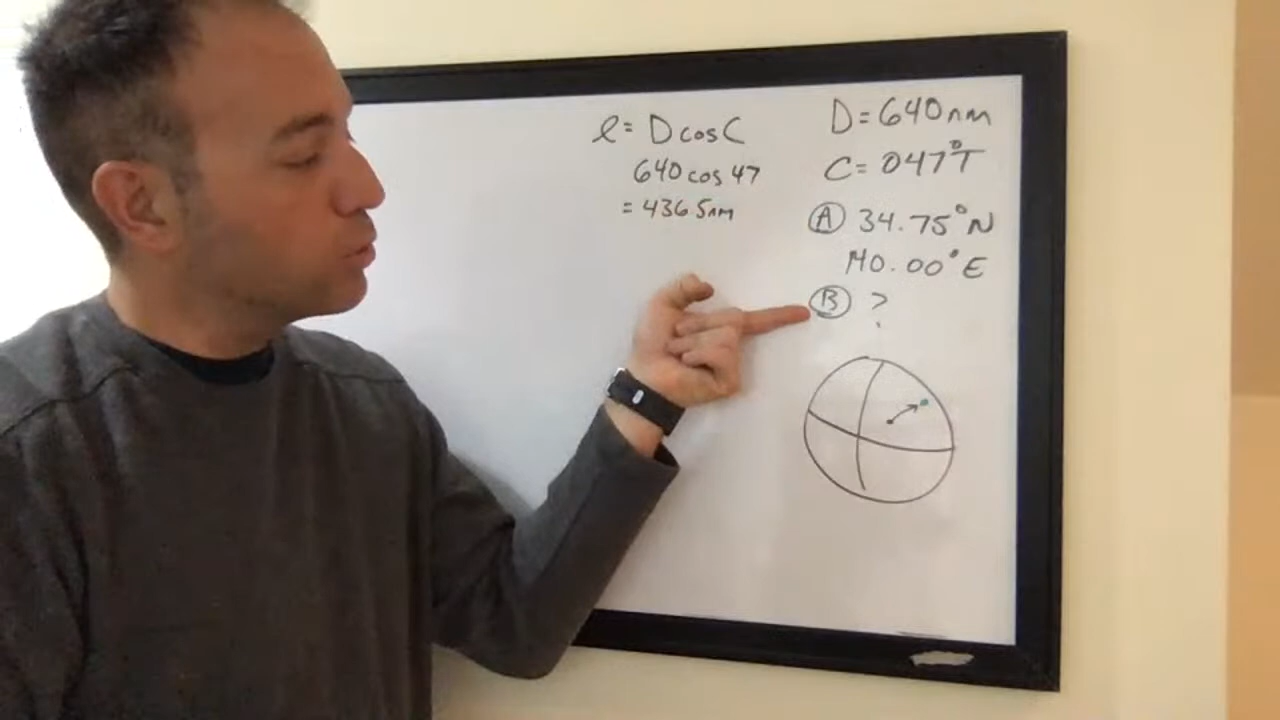 l = D cos C
640 cos 47
= 436.5nm
D = 640nm
C = 047°T
Ⓐ 34.75°N
140.00°E
Ⓑ ?